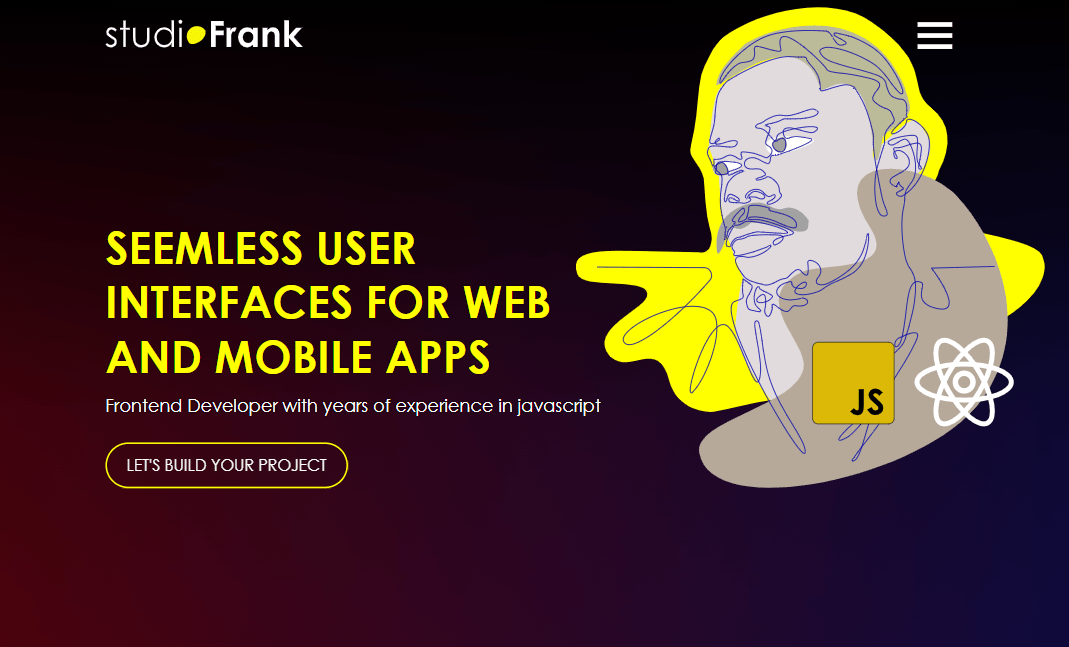 studioFrank
SEEMLESS USER
INTERFACES FOR WEB
AND MOBILE APPS
Frontend Developer with years of experience in javascript
LET'S BUILD YOUR PROJECT
JS